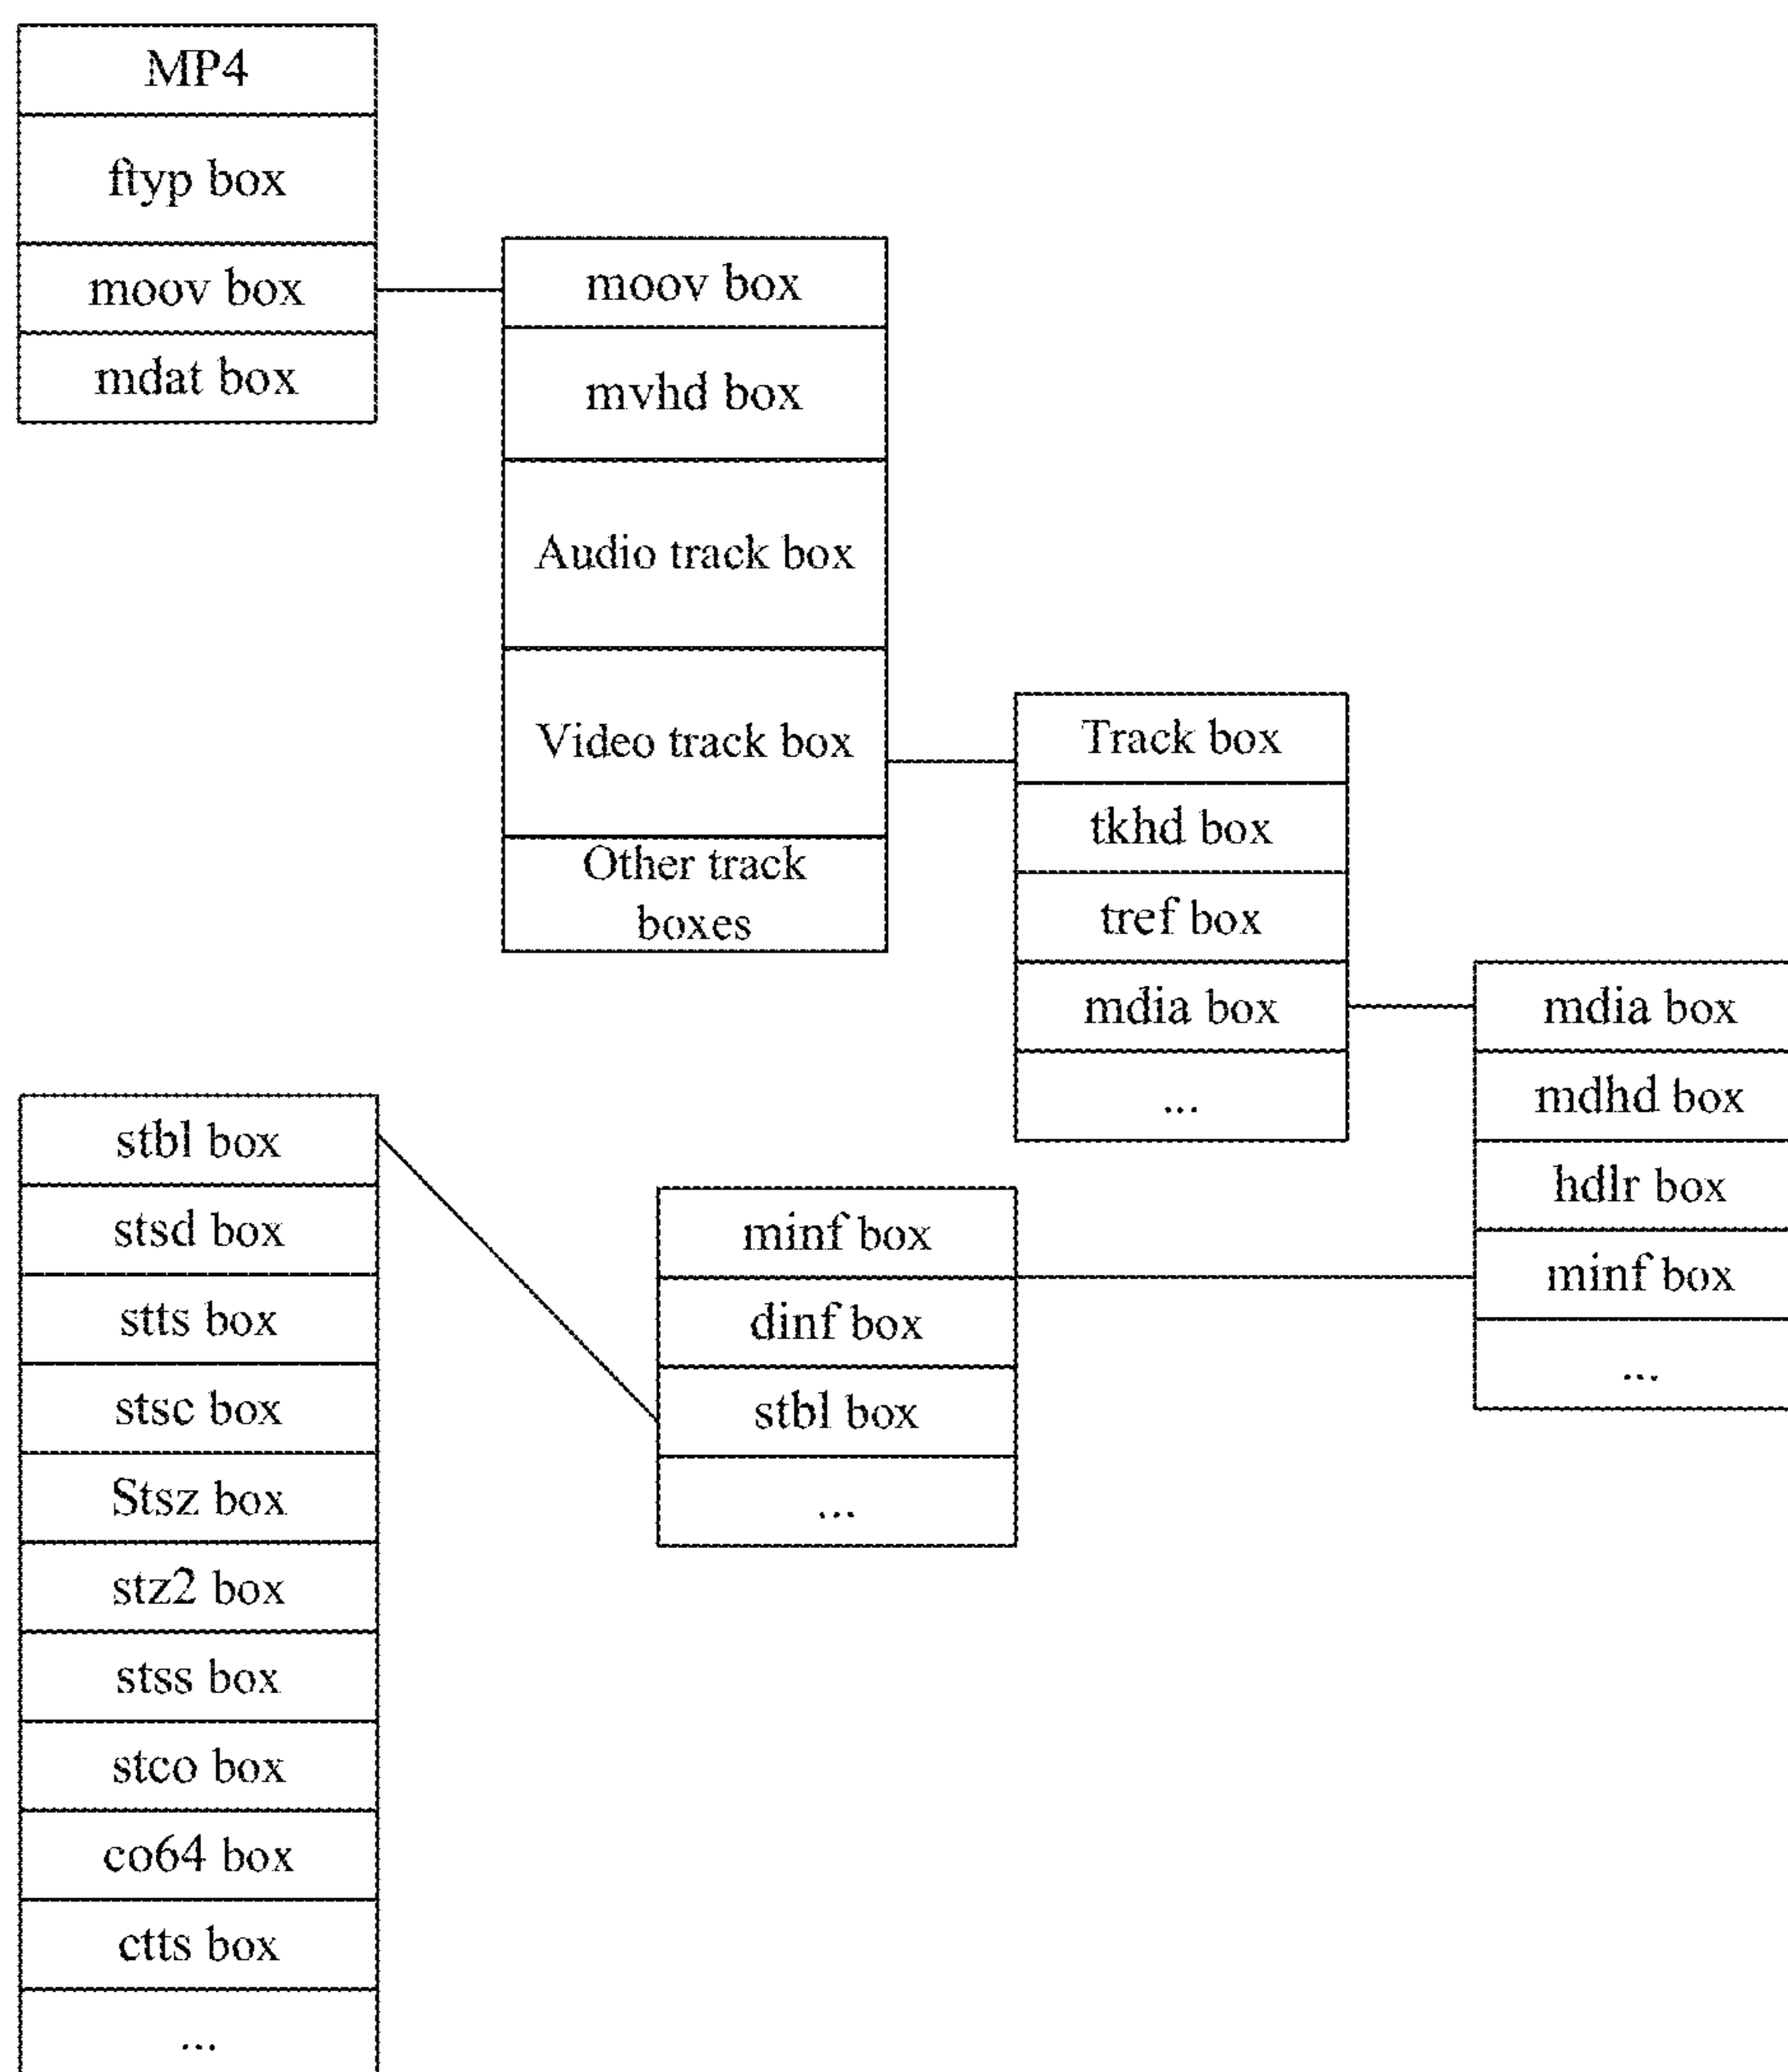 MP4
ftyp box
moov box
mdat box
moov box
mvhd box
Audio track box
Video track box
Other track
boxes
Track box
tkhd box
tref box
mdia box
...
mdia box
mdhd box
hdlr box
minf box
...
minf box
dinf box
stbl box
...
stbl box
stsd box
stts box
stsc box
Stsz box
stz2 box
stss box
stco box
co64 box
ctts box
...